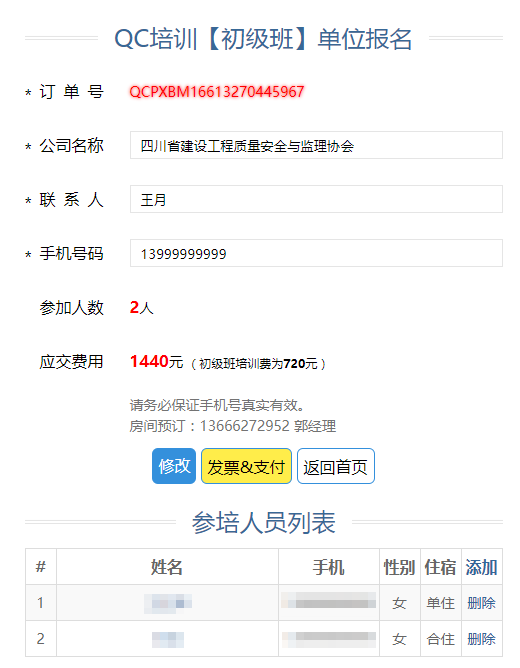 QC培训【初级班】单位报名
* 订 单 号 QCPXBM16613270445967
* 公司名称 四川省建设工程质量安全与监理协会
* 联 系 人 王月
* 手机号码 13999999999
参加人数 2人
应交费用 1440元 （初级班培训费为720元）
请务必保证手机号真实有效。
房间预订：13666272952 郭经理
修改 发票&支付 返回首页
参培人员列表
# 姓名 手机 性别 住宿 添加
1 女 单住 删除
2 女 合住 删除